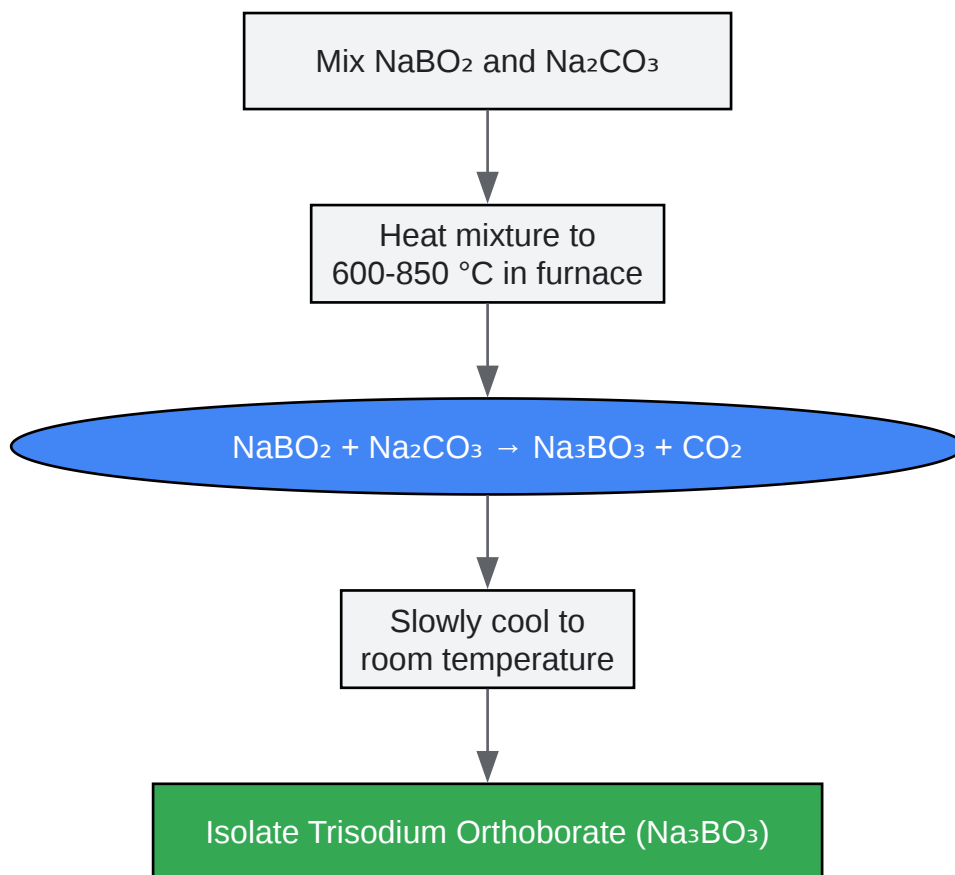 Mix NaBO₂ and Na₂CO₃
Heat mixture to
600-850 °C in furnace
NaBO₂ + Na₂CO₃ → Na₃BO₃ + CO₂
Slowly cool to
room temperature
Isolate Trisodium Orthoborate (Na₃BO₃)